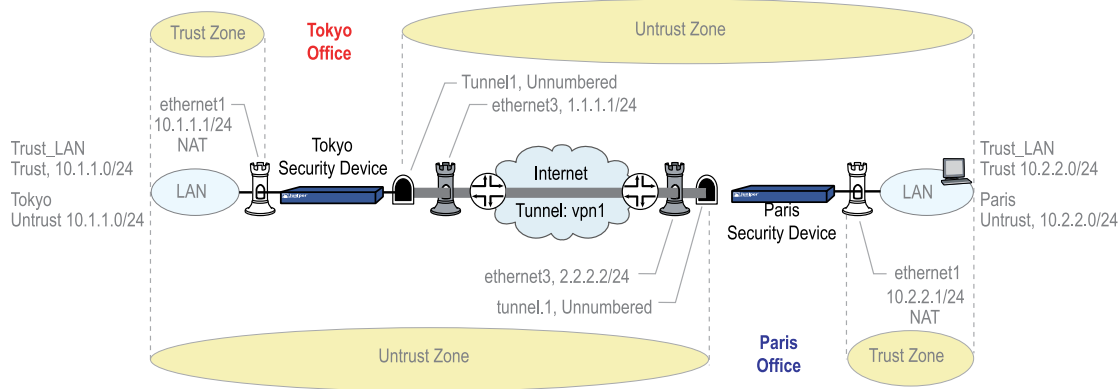 Trust Zone
Tokyo
Office
Untrust Zone
Tunnel1, Unnumbered
ethernet3, 1.1.1.1/24
ethernet1
10.1.1.1/24
NAT
Trust_LAN
Trust, 10.1.1.0/24
Tokyo
Untrust 10.1.1.0/24
LAN
Tokyo
Security Device
Internet
Tunnel: vpn1
Paris
Security Device
LAN
Trust_LAN
Trust 10.2.2.0/24
Paris
Untrust, 10.2.2.0/24
ethernet3, 2.2.2.2/24
tunnel.1, Unnumbered
ethernet1
10.2.2.1/24
NAT
Untrust Zone
Paris
Office
Trust Zone